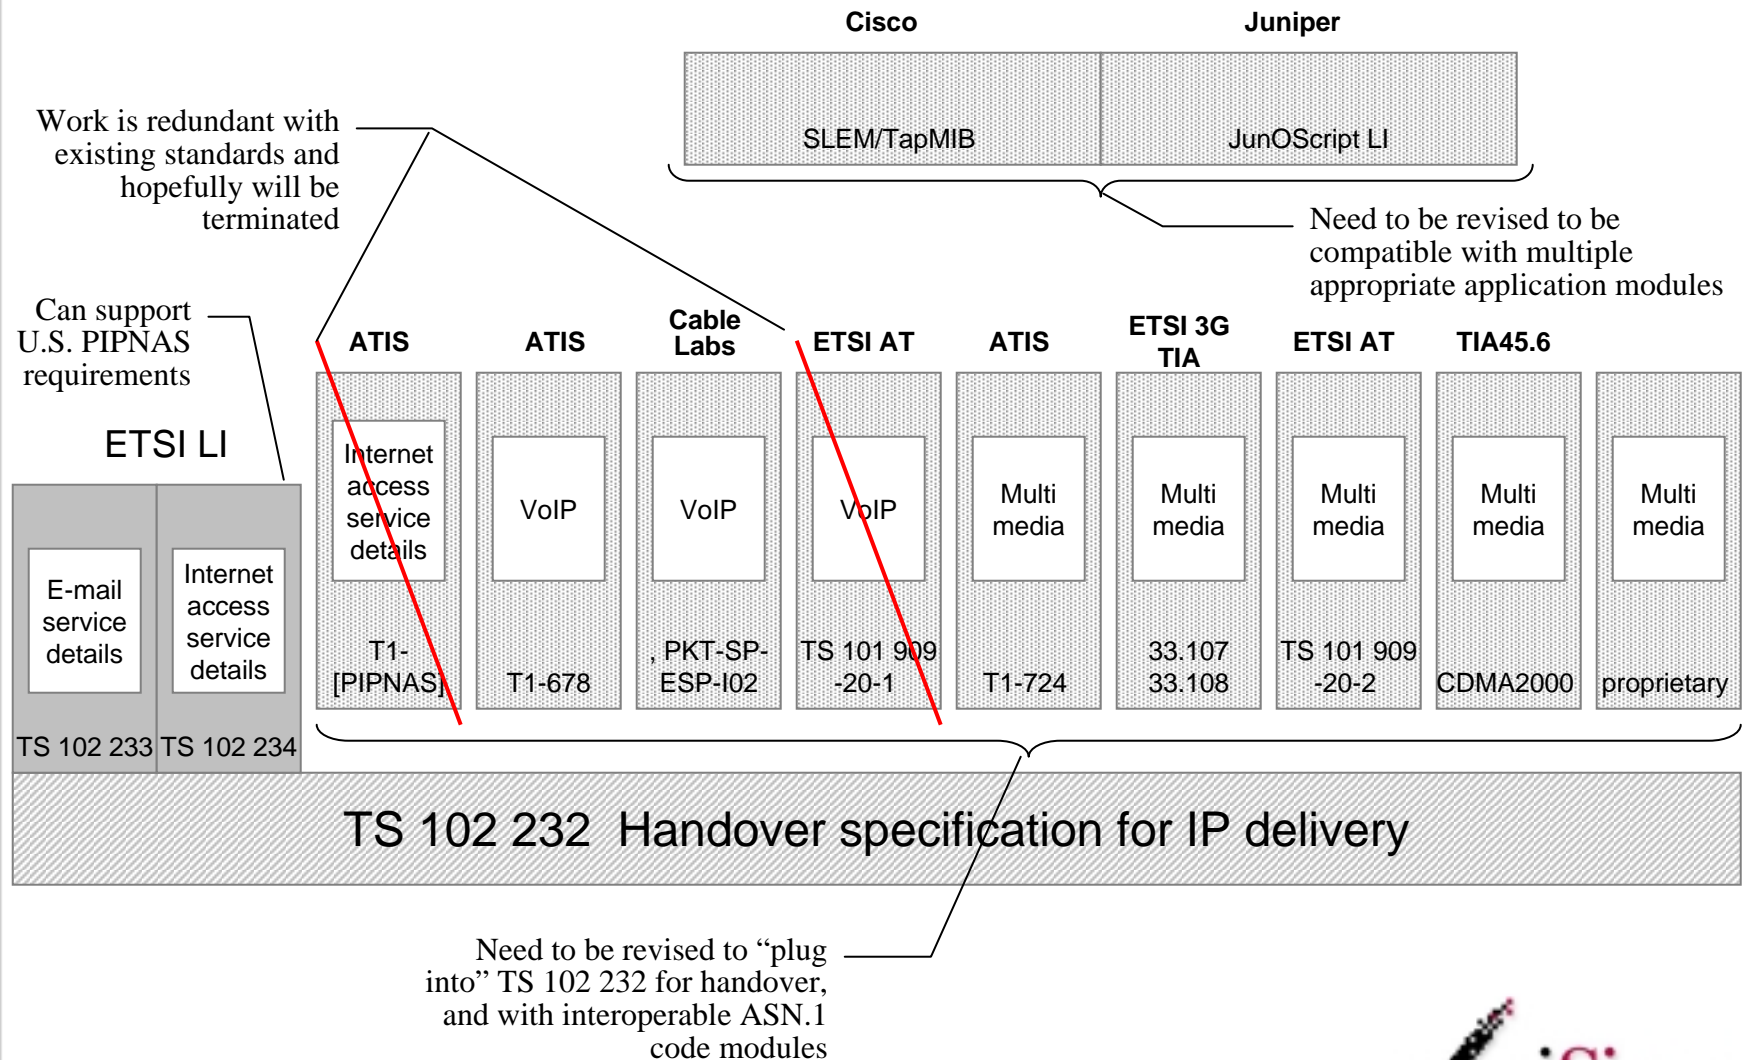 Cisco
Juniper
SLEM/TapMIB
JunOScript LI
Work is redundant with
existing standards and
hopefully will be
terminated
Need to be revised to be
compatible with multiple
appropriate application modules
Can support
U.S. PIPNAS
requirements
ETSI LI
E-mail
service
details
TS 102 233
Internet
access
service
details
TS 102 234
ATIS
Internet
access
service
details
T1-
[PIPNAS]
ATIS
VoIP
T1-678
Cable
Labs
VoIP
, PKT-SP-
ESP-I02
ETSI AT
VoIP
TS 101 909
-20-1
ATIS
Multi
media
T1-724
ETSI 3G
TIA
Multi
media
33.107
33.108
ETSI AT
Multi
media
TS 101 909
-20-2
TIA45.6
Multi
media
CDMA2000
Multi
media
proprietary
TS 102 232 Handover specification for IP delivery
Need to be revised to “plug
into” TS 102 232 for handover,
and with interoperable ASN.1
code modules